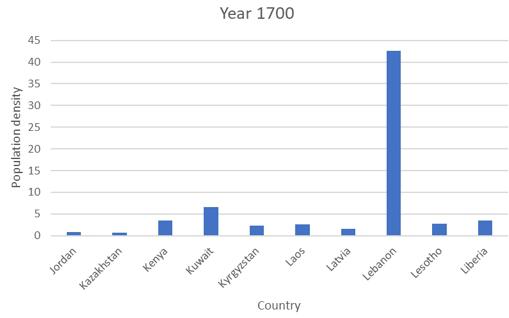 Year 1700
Population density
45
40
35
30
25
20
15
10
5
0
Jordan
Kazakhstan
Kenya
Kuwait
Kyrgyzstan
Laos
Latvia
Lebanon
Lesotho
Liberia
Country